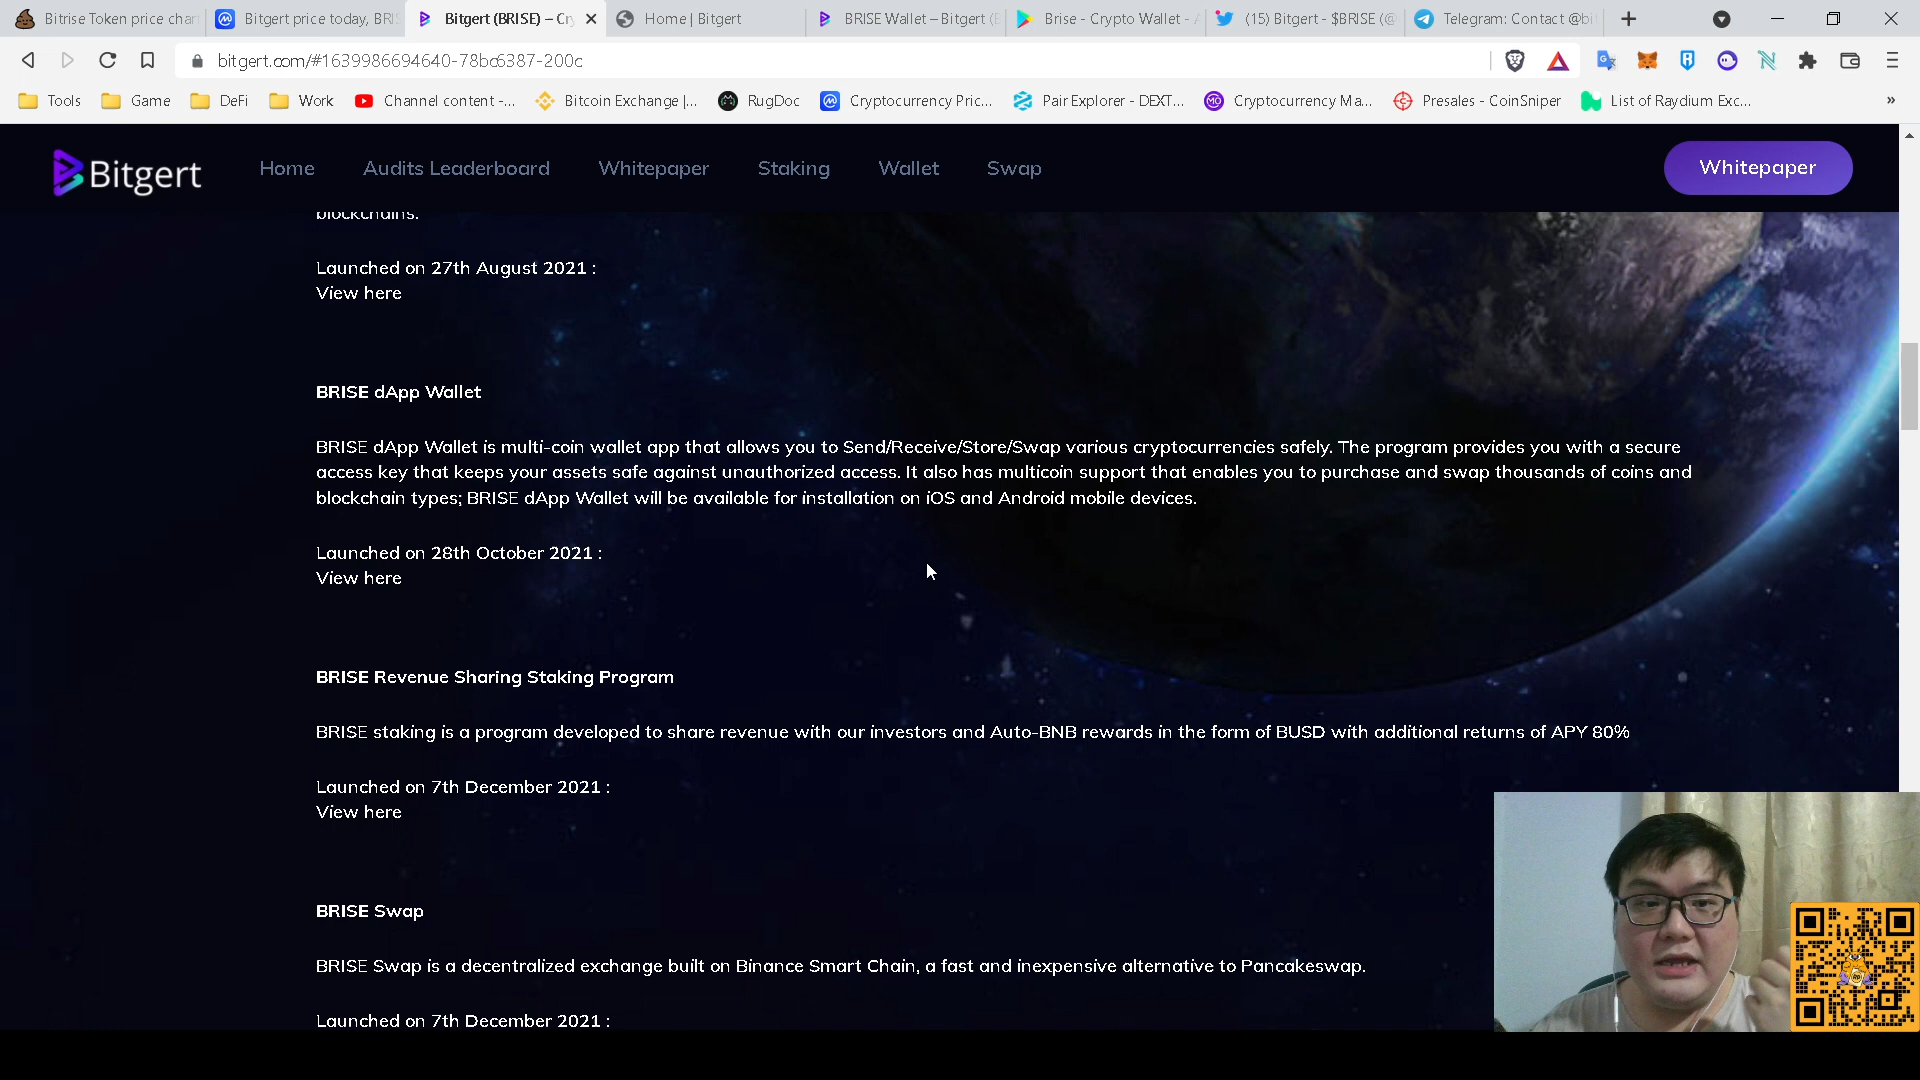 Bitrise Token price char
Bitgert price today, BRIS
Bitgert (BRISE) – Cry
Home | Bitgert
BRISE Wallet – Bitgert (B
Brise - Crypto Wallet - A
(15) Bitgert - $BRISE (@
Telegram: Contact @bit
bitgert.com/#1639986694640-78bc6387-200c
Tools
Game
DeFi
Work
Channel content -...
Bitcoin Exchange |...
RugDoc
Cryptocurrency Pric...
Pair Explorer - DEXT...
Cryptocurrency Ma...
Presales - CoinSniper
List of Raydium Exc...
»
Bitgert
Home
Audits Leaderboard
Whitepaper
Staking
Wallet
Swap
Whitepaper
blockchains.
Launched on 27th August 2021 :
View here
BRISE dApp Wallet
BRISE dApp Wallet is multi-coin wallet app that allows you to Send/Receive/Store/Swap various cryptocurrencies safely. The program provides you with a secure
access key that keeps your assets safe against unauthorized access. It also has multicoin support that enables you to purchase and swap thousands of coins and
blockchain types; BRISE dApp Wallet will be available for installation on iOS and Android mobile devices.
Launched on 28th October 2021 :
View here
BRISE Revenue Sharing Staking Program
BRISE staking is a program developed to share revenue with our investors and Auto-BNB rewards in the form of BUSD with additional returns of APY 80%
Launched on 7th December 2021 :
View here
BRISE Swap
BRISE Swap is a decentralized exchange built on Binance Smart Chain, a fast and inexpensive alternative to Pancakeswap.
Launched on 7th December 2021 :